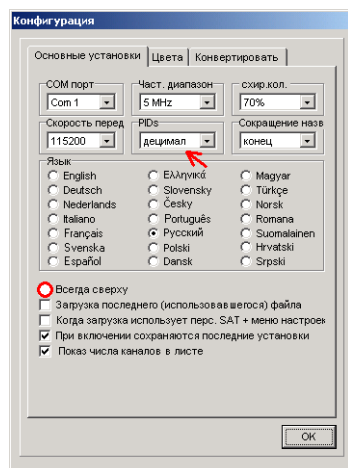 Конфигурация
Основные установки Цвета Конвертировать
COM порт Част. диапазон схир.кол.
Com 1 5 MHz 70%
Скорость перед PIDs Сокращение назв
115200 децимал конец
Язык
English Ελληνικά Magyar
Deutsch Slovensky Türkçe
Nederlands Česky Norsk
Italiano Português Romana
Français Русский Suomalainen
Svenska Polski Hrvatski
Español Dansk Srpski
Всегда сверху
Загрузка последнего (использовавшегося) файла
Когда загрузка использует перс. SAT + меню настроек
При включении сохраняются последние установки
Показ числа каналов в листе
OK